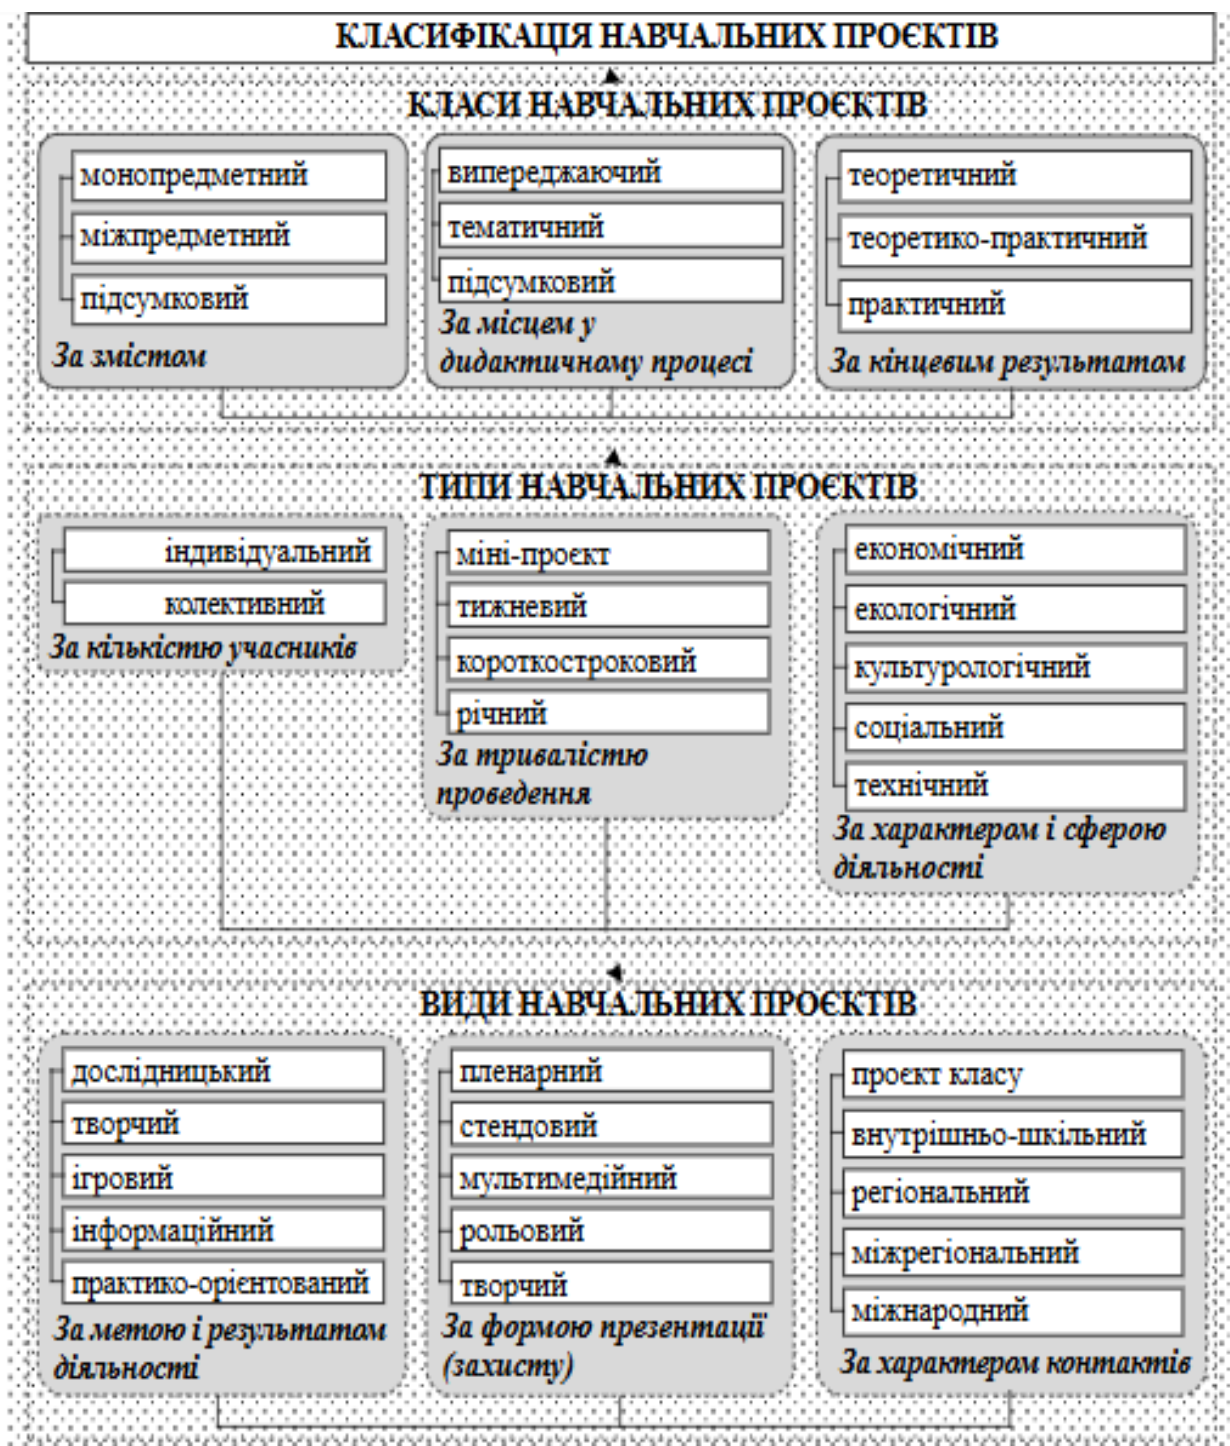 КЛАСИФІКАЦІЯ НАВЧАЛЬНИХ ПРОЄКТІВ
КЛАСИ НАВЧАЛЬНИХ ПРОЄКТІВ
монопредметний
міжпредметний
підсумковий
За змістом
випереджаючий
тематичний
підсумковий
За місцем у
дидактичному процесі
теоретичний
теоретико-практичний
практичний
За кінцевим результатом
ТИПИ НАВЧАЛЬНИХ ПРОЄКТІВ
індивідуальний
колективний
За кількістю учасників
міні-проєкт
тижневий
короткостроковий
річний
За тривалістю
проведення
економічний
екологічний
культурологічний
соціальний
технічний
За характером і сферою
діяльності
ВИДИ НАВЧАЛЬНИХ ПРОЄКТІВ
дослідницький
творчий
ігровий
інформаційний
практико-орієнтований
За метою і результатом
діяльності
пленарний
стендовий
мультимедійний
рольовий
творчий
За формою презентації
(захисту)
проєкт класу
внутрішньо-шкільний
регіональний
міжрегіональний
міжнародний
За характером контактів